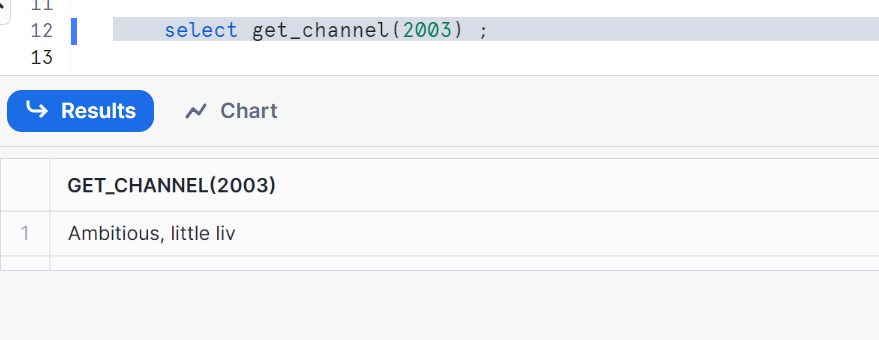 11
12 select get_channel(2003) ;
13
Results
Chart
GET_CHANNEL(2003)
1 Ambitious, little liv